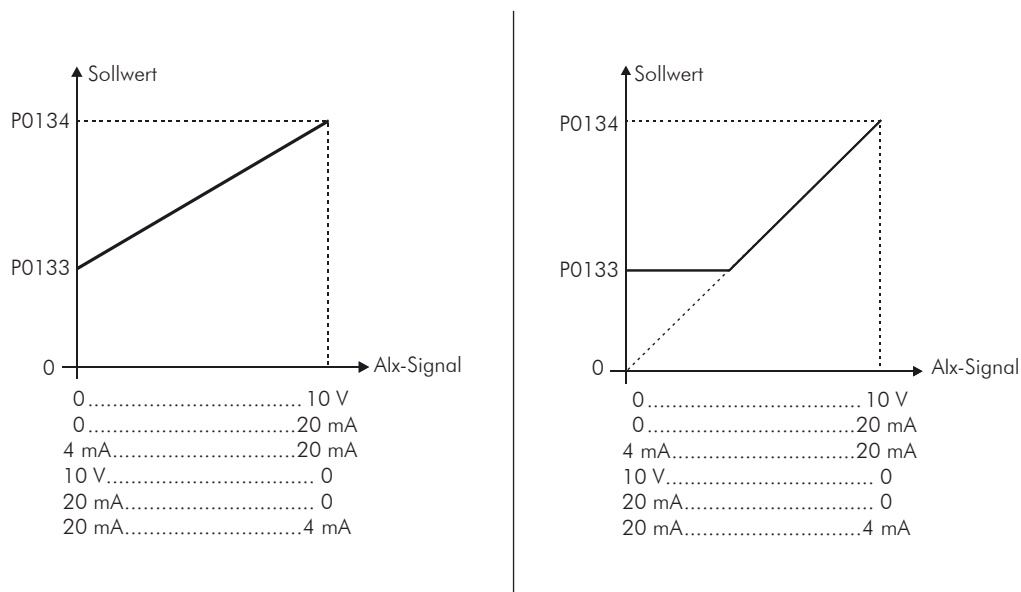 Sollwert
P0134
P0133
0
AIx-Signal
0.................................. 10 V
0..................................20 mA
4 mA..............................20 mA
10 V.................................. 0
20 mA............................... 0
20 mA.............................4 mA
Sollwert
P0134
P0133
0
AIx-Signal
0.................................. 10 V
0..................................20 mA
4 mA..............................20 mA
10 V.................................. 0
20 mA............................... 0
20 mA.............................4 mA